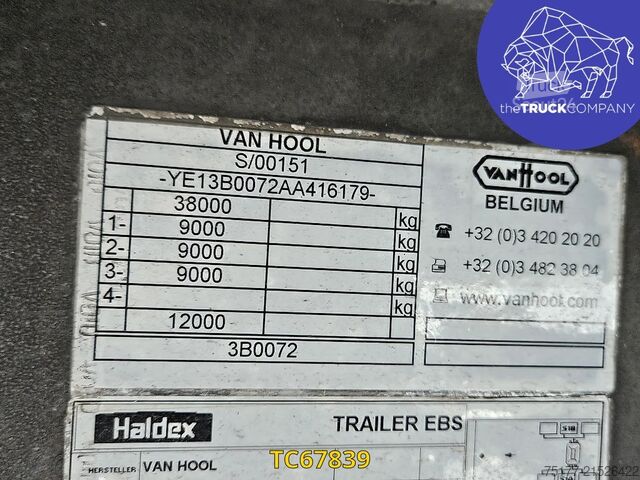 theTRUCKCOMPANY
VAN HOOL
S/00151
-YE13B0072AA416179-
38000 kg
1- 9000 kg
2- 9000 kg
3- 9000 kg
4- kg
12000
3B0072
VANHOOL
BELGIUM
+32 (0)3 420 20 20
+32 (0)3 482 38 04
www.vanhool.com
Haldex
TRAILER EBS
HERSTELLER VAN HOOL
TC67839
75177-21526422